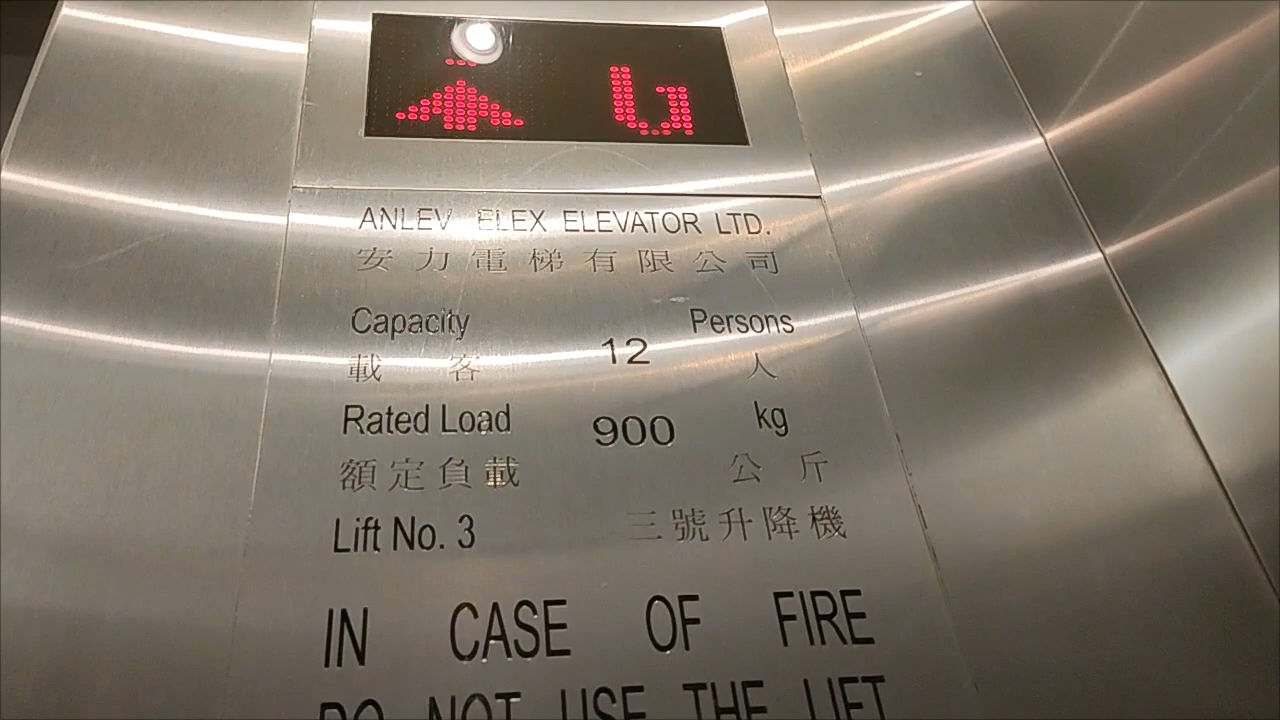 ANLEV ELEX ELEVATOR LTD.
安力電梯有限公司
Capacity 12 Persons
載客 人
Rated Load 900 kg
額定負載 公斤
Lift No. 3 三號升降機
IN CASE OF FIRE
DO NOT USE THE LIFT